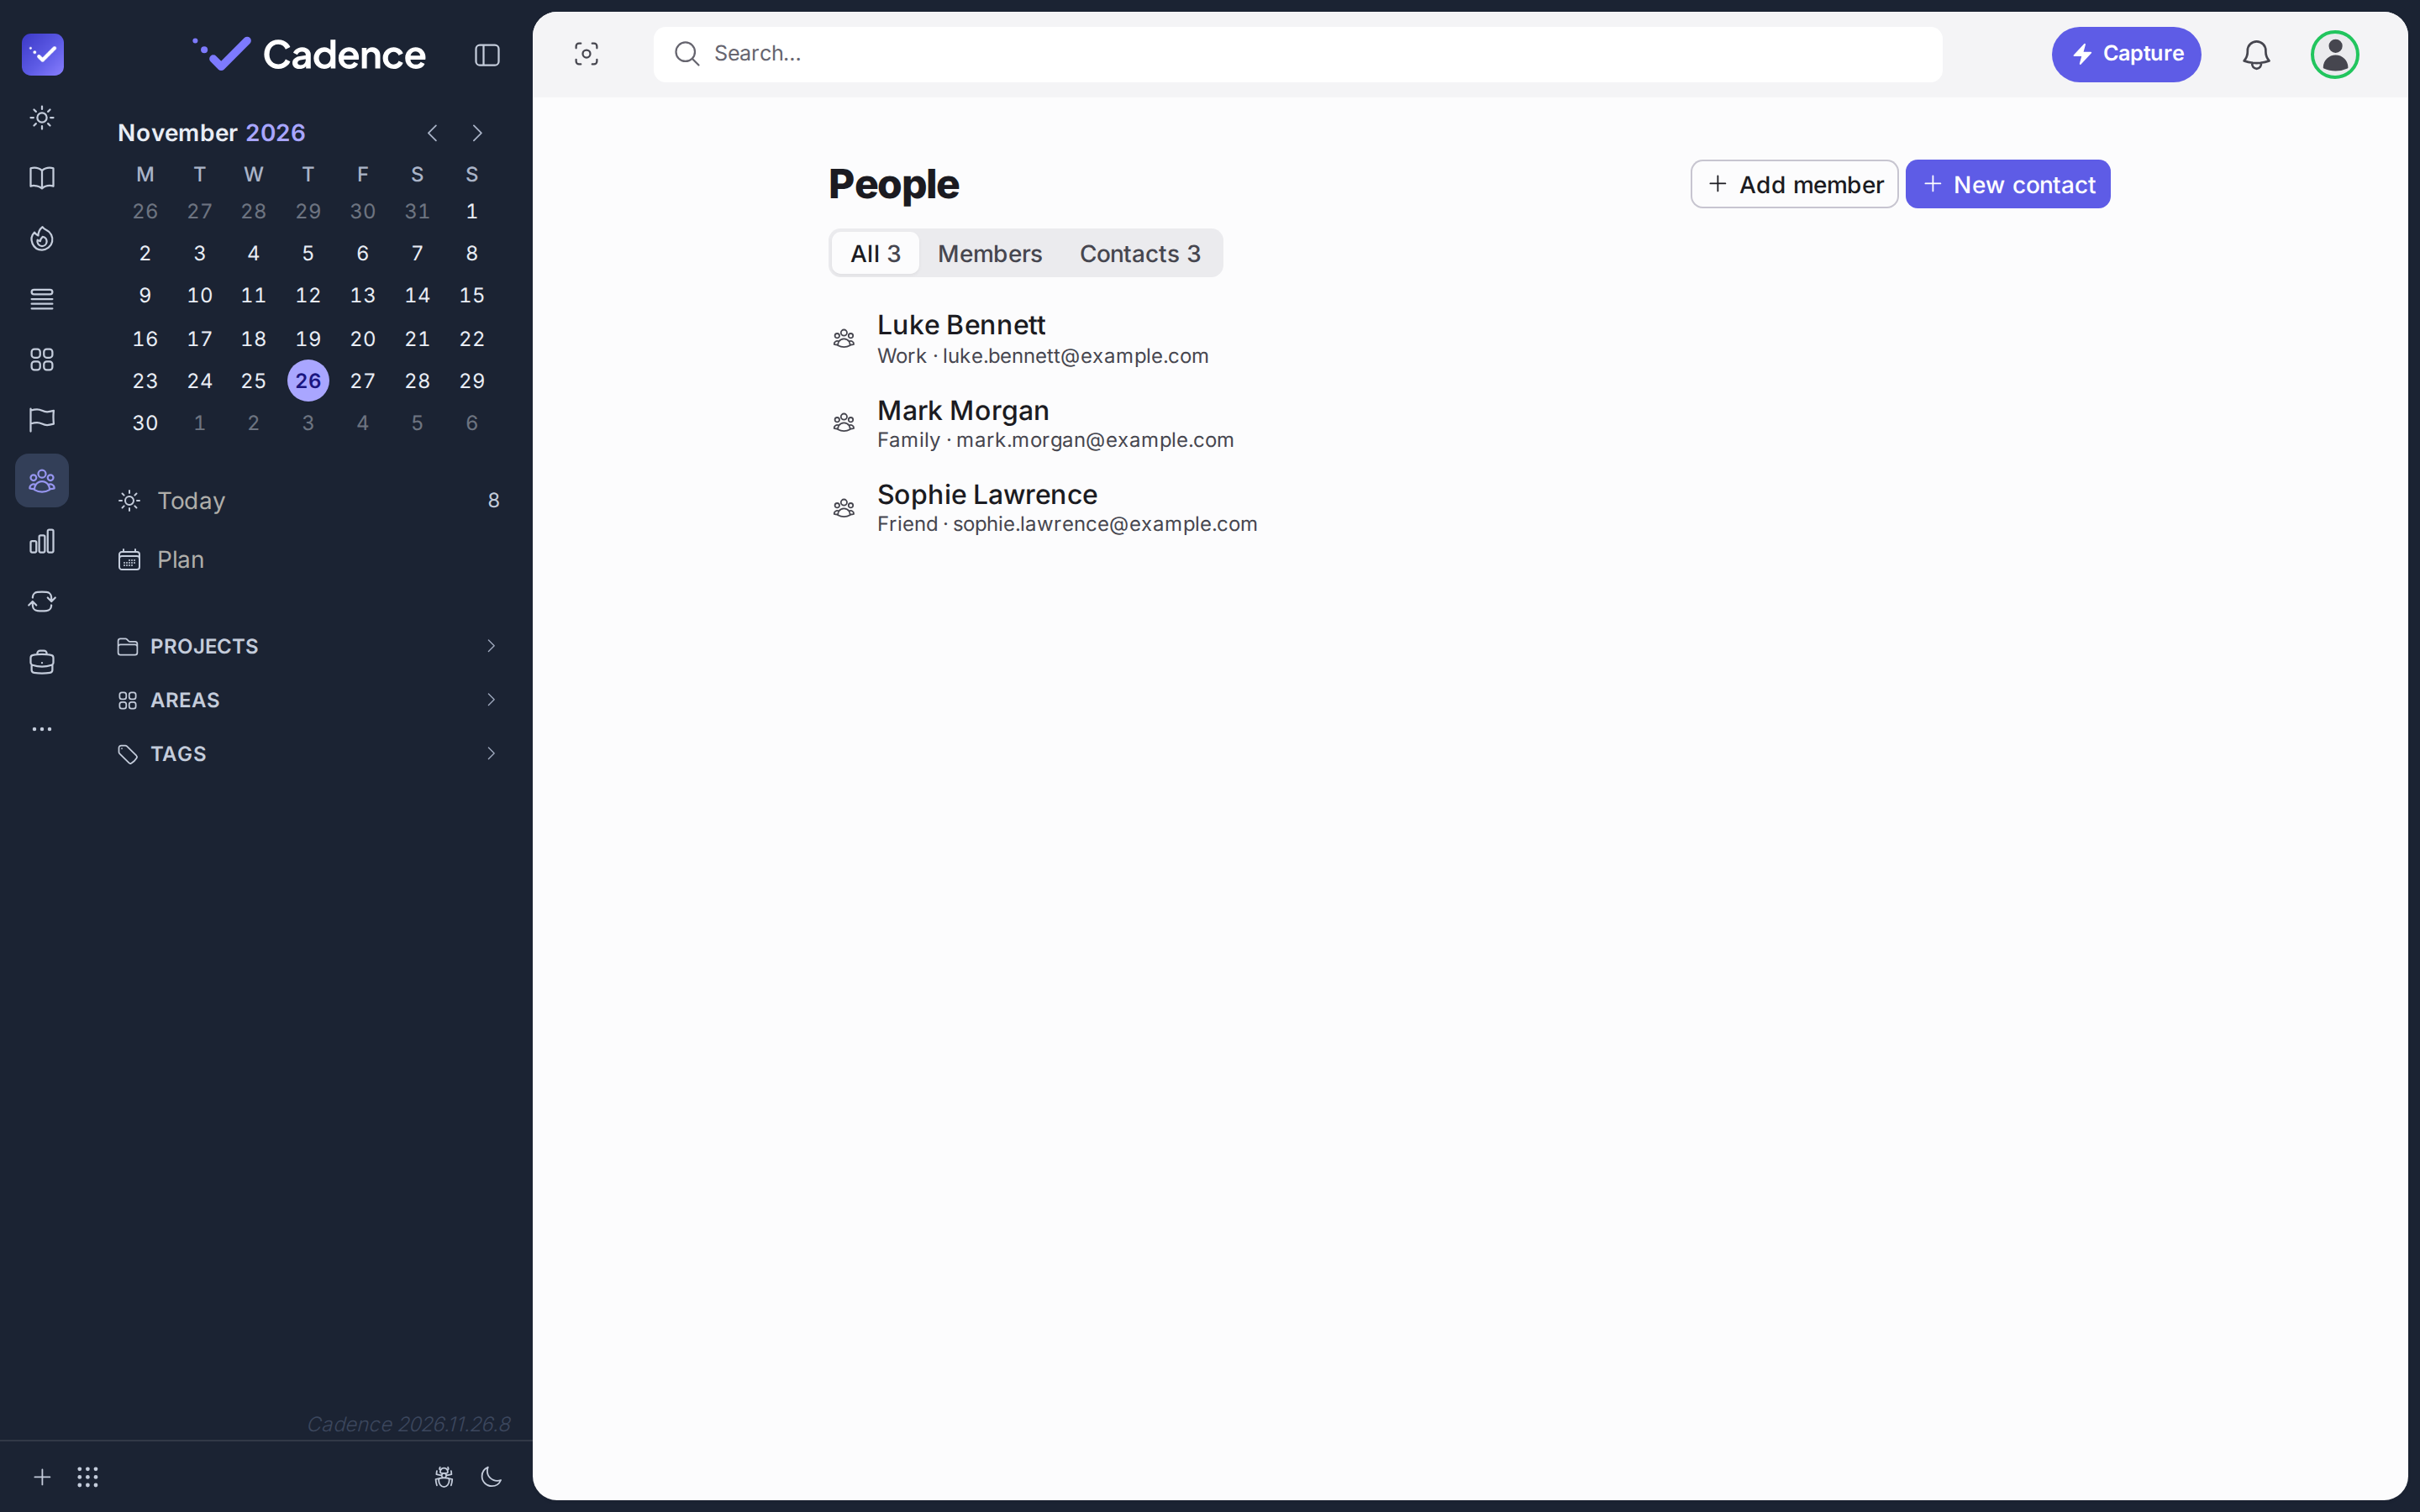 Cadence
November 2026
M T W T F S S
26 27 28 29 30 31 1
2 3 4 5 6 7 8
9 10 11 12 13 14 15
16 17 18 19 20 21 22
23 24 25 26 27 28 29
30 1 2 3 4 5 6
Today 8
Plan
PROJECTS
AREAS
TAGS
Cadence 2026.11.26.8
Search...
Capture
People
Add member
New contact
All 3
Members
Contacts 3
Luke Bennett
Work · luke.bennett@example.com
Mark Morgan
Family · mark.morgan@example.com
Sophie Lawrence
Friend · sophie.lawrence@example.com